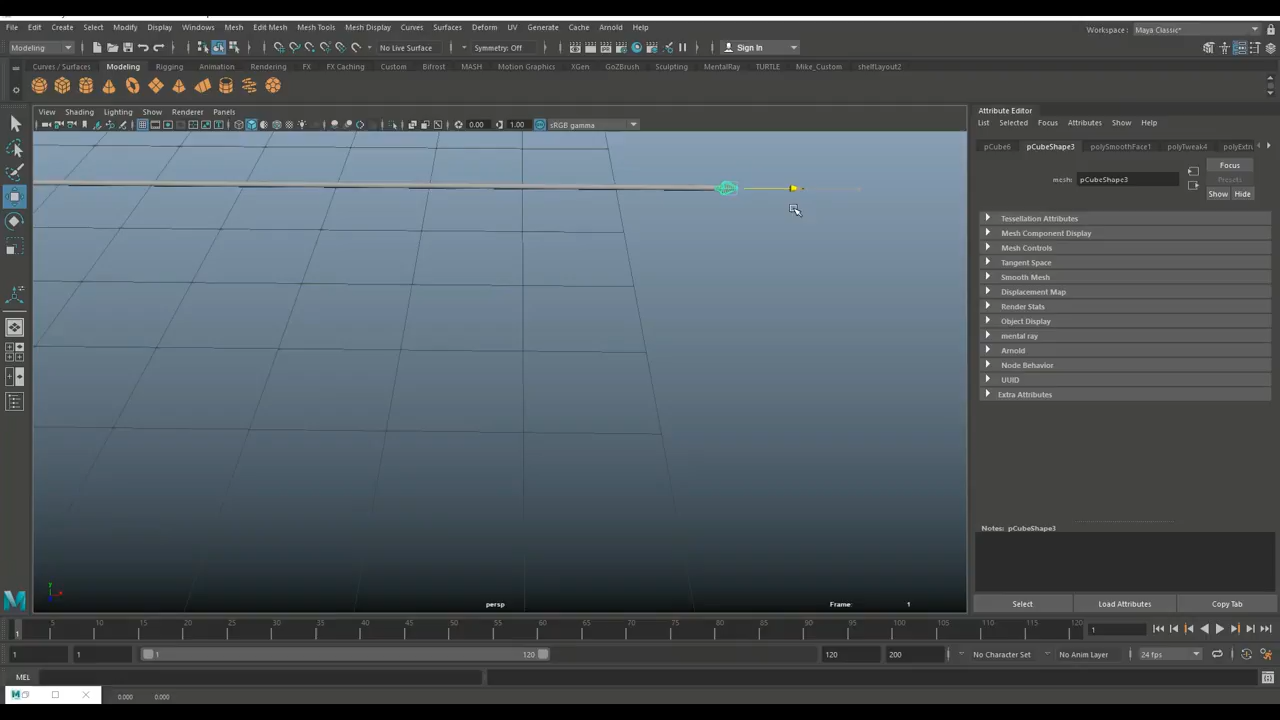 File Edit Create Select Modify Display Windows Mesh Edit Mesh Mesh Tools Mesh Display Curves Surfaces Deform UV Generate Cache Arnold Help
Workspace: Maya Classic*
Modeling No Live Surface Symmetry: Off Sign In
Curves / Surfaces Modeling Rigging Animation Rendering FX FX Caching Custom Bifrost MASH Motion Graphics XGen GoZBrush Sculpting MentalRay TURTLE Mike_Custom shelfLayout2
View Shading Lighting Show Renderer Panels
0.00 1.00 sRGB gamma
Attribute Editor
List Selected Focus Attributes Show Help
pCube6 pCubeShape3 polySmoothFace1 polyTweak4 polyExtr
Focus
Presets
mesh: pCubeShape3
Show Hide
Tessellation Attributes
Mesh Component Display
Mesh Controls
Tangent Space
Smooth Mesh
Displacement Map
Render Stats
Object Display
mental ray
Arnold
Node Behavior
UUID
Extra Attributes
Notes: pCubeShape3
Select Load Attributes Copy Tab
y
x
persp
Frame: 1
1 5 10 15 20 25 30 35 40 45 50 55 60 65 70 75 80 85 90 95 100 105 110 115 120
1
1 1 1 120 120 200 No Character Set No Anim Layer 24 fps
MEL
0.000 0.000